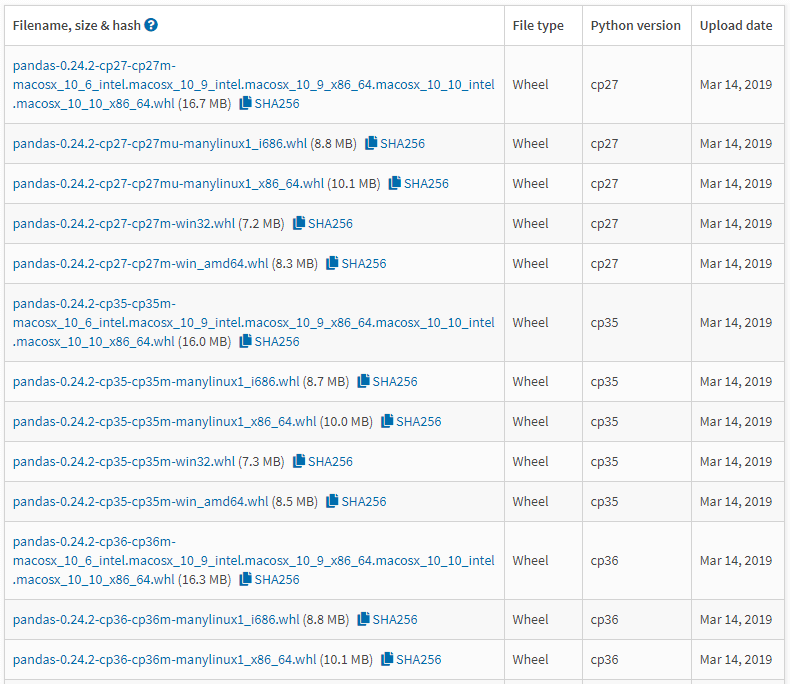 Filename, size & hash ? File type Python version Upload date
pandas-0.24.2-cp27-cp27m-
macosx_10_6_intel.macosx_10_9_intel.macosx_10_9_x86_64.macosx_10_10_intel
.macosx_10_10_x86_64.whl (16.7 MB) SHA256 Wheel cp27 Mar 14, 2019
pandas-0.24.2-cp27-cp27mu-manylinux1_i686.whl (8.8 MB) SHA256 Wheel cp27 Mar 14, 2019
pandas-0.24.2-cp27-cp27mu-manylinux1_x86_64.whl (10.1 MB) SHA256 Wheel cp27 Mar 14, 2019
pandas-0.24.2-cp27-cp27m-win32.whl (7.2 MB) SHA256 Wheel cp27 Mar 14, 2019
pandas-0.24.2-cp27-cp27m-win_amd64.whl (8.3 MB) SHA256 Wheel cp27 Mar 14, 2019
pandas-0.24.2-cp35-cp35m-
macosx_10_6_intel.macosx_10_9_intel.macosx_10_9_x86_64.macosx_10_10_intel
.macosx_10_10_x86_64.whl (16.0 MB) SHA256 Wheel cp35 Mar 14, 2019
pandas-0.24.2-cp35-cp35m-manylinux1_i686.whl (8.7 MB) SHA256 Wheel cp35 Mar 14, 2019
pandas-0.24.2-cp35-cp35m-manylinux1_x86_64.whl (10.0 MB) SHA256 Wheel cp35 Mar 14, 2019
pandas-0.24.2-cp35-cp35m-win32.whl (7.3 MB) SHA256 Wheel cp35 Mar 14, 2019
pandas-0.24.2-cp35-cp35m-win_amd64.whl (8.5 MB) SHA256 Wheel cp35 Mar 14, 2019
pandas-0.24.2-cp36-cp36m-
macosx_10_6_intel.macosx_10_9_intel.macosx_10_9_x86_64.macosx_10_10_intel
.macosx_10_10_x86_64.whl (16.3 MB) SHA256 Wheel cp36 Mar 14, 2019
pandas-0.24.2-cp36-cp36m-manylinux1_i686.whl (8.8 MB) SHA256 Wheel cp36 Mar 14, 2019
pandas-0.24.2-cp36-cp36m-manylinux1_x86_64.whl (10.1 MB) SHA256 Wheel cp36 Mar 14, 2019